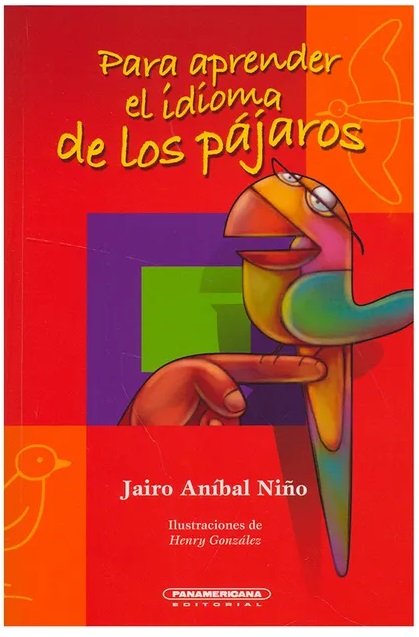 Para aprender
el idioma
de los pájaros
Jairo Aníbal Niño
Ilustraciones de
Henry González
PANAMERICANA
EDITORIAL